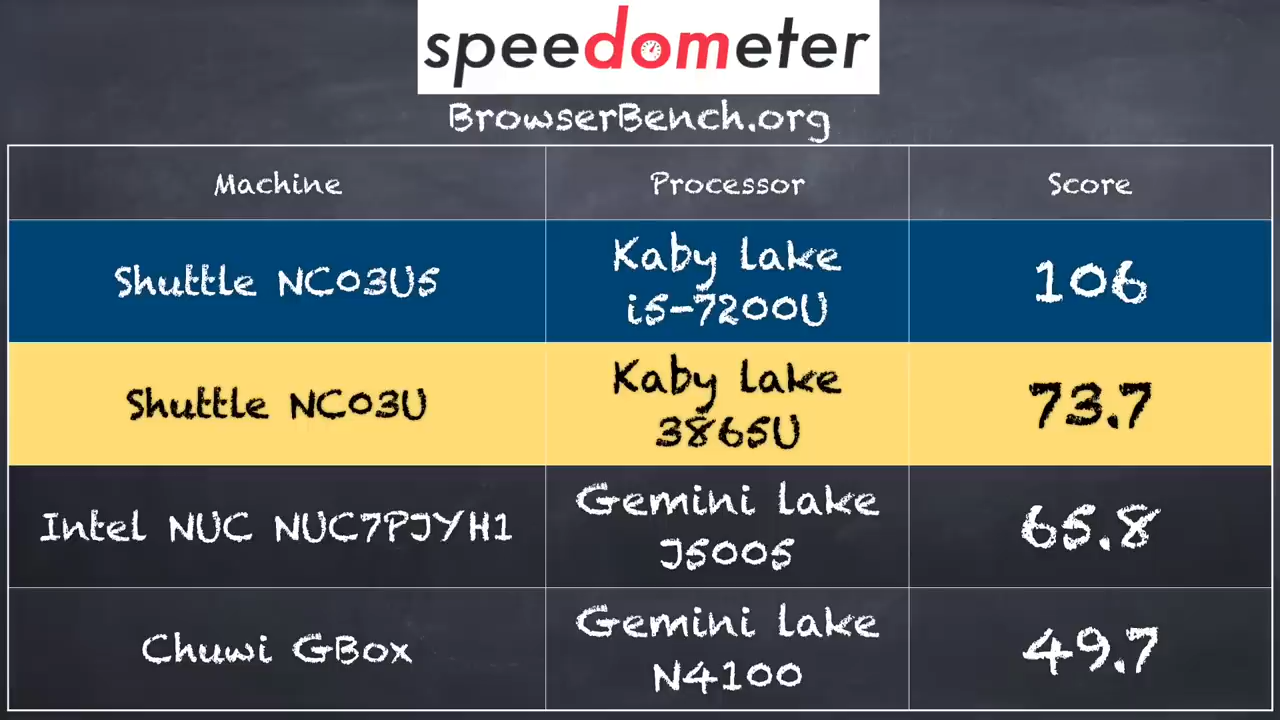 speedometer
BrowserBench.org
Machine Processor Score
Shuttle NC03U5 Kaby lake i5-7200U 106
Shuttle NC03U Kaby lake 3865U 73.7
Intel NUC NUC7PJYH1 Gemini lake J5005 65.8
Chuwi GBox Gemini lake N4100 49.7